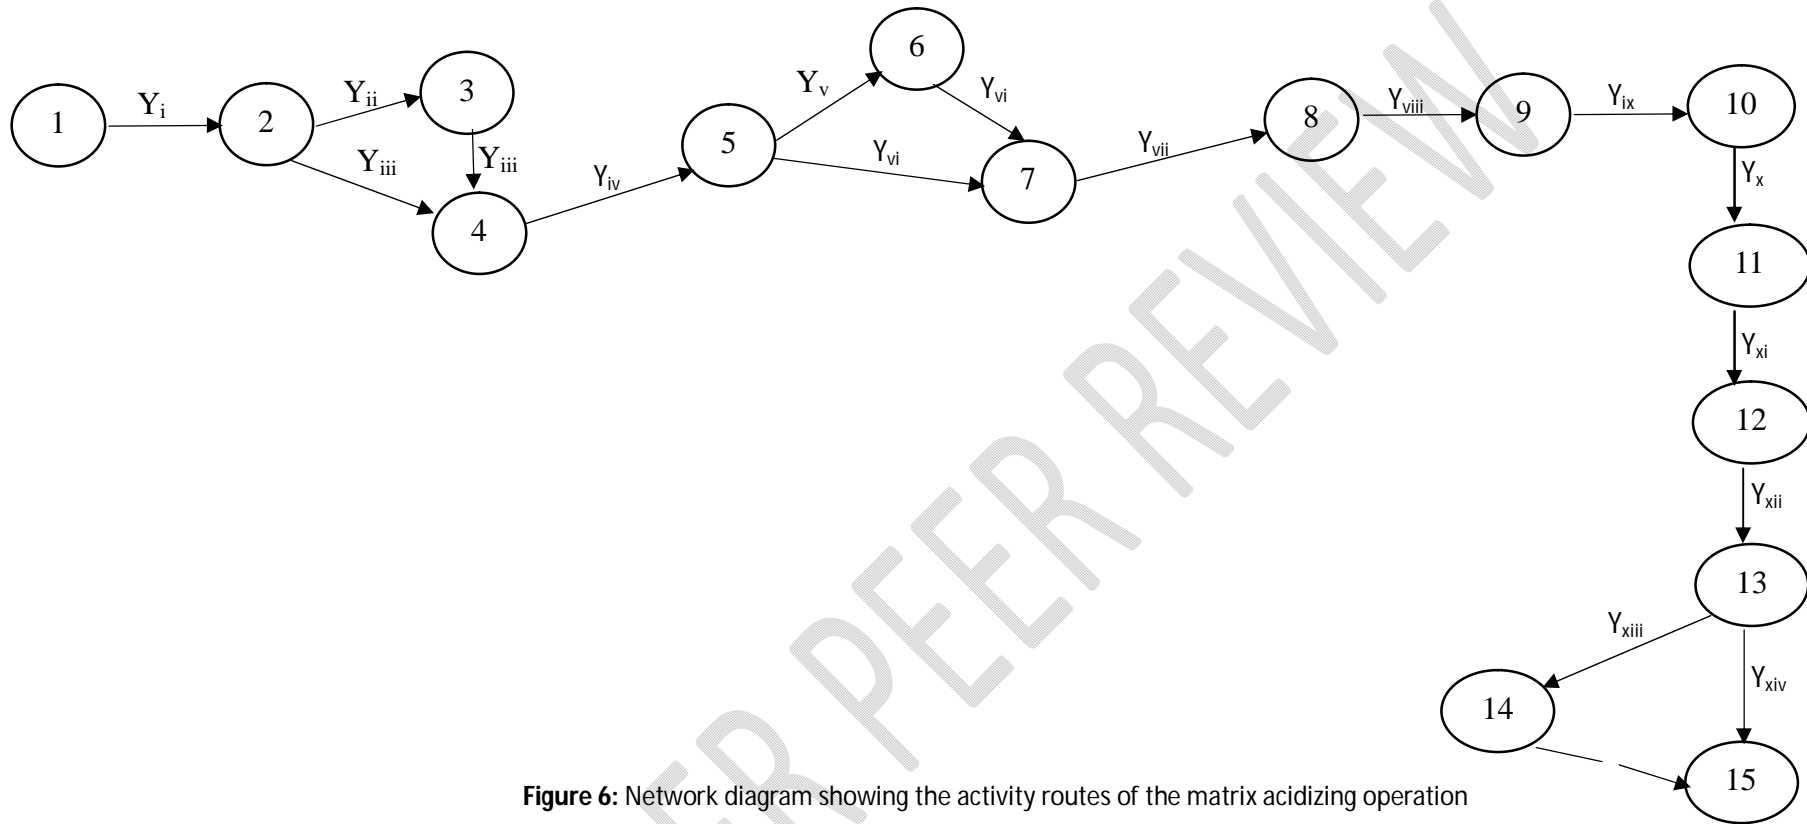 1
Yi
2
Yii
3
Yiii
Yiii
4
Yiv
5
Yv
6
Yvi
Yvi
7
Yvii
8
Yviii
9
Yix
10
Yx
11
Yxi
12
Yxii
13
Yxiii
Yxiv
14
15
ER PEER REVIEW
Figure 6: Network diagram showing the activity routes of the matrix acidizing operation